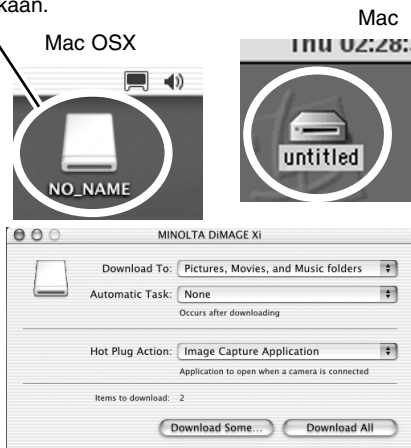 kaan.
Mac
Mac OSX
Thu 02:28:
NO_NAME
untitled
MINOLTA DiMAGE Xi
Download To: Pictures, Movies, and Music folders
Automatic Task: None
Occurs after downloading
Hot Plug Action: Image Capture Application
Application to open when a camera is connected
Items to download: 2
Download Some... Download All